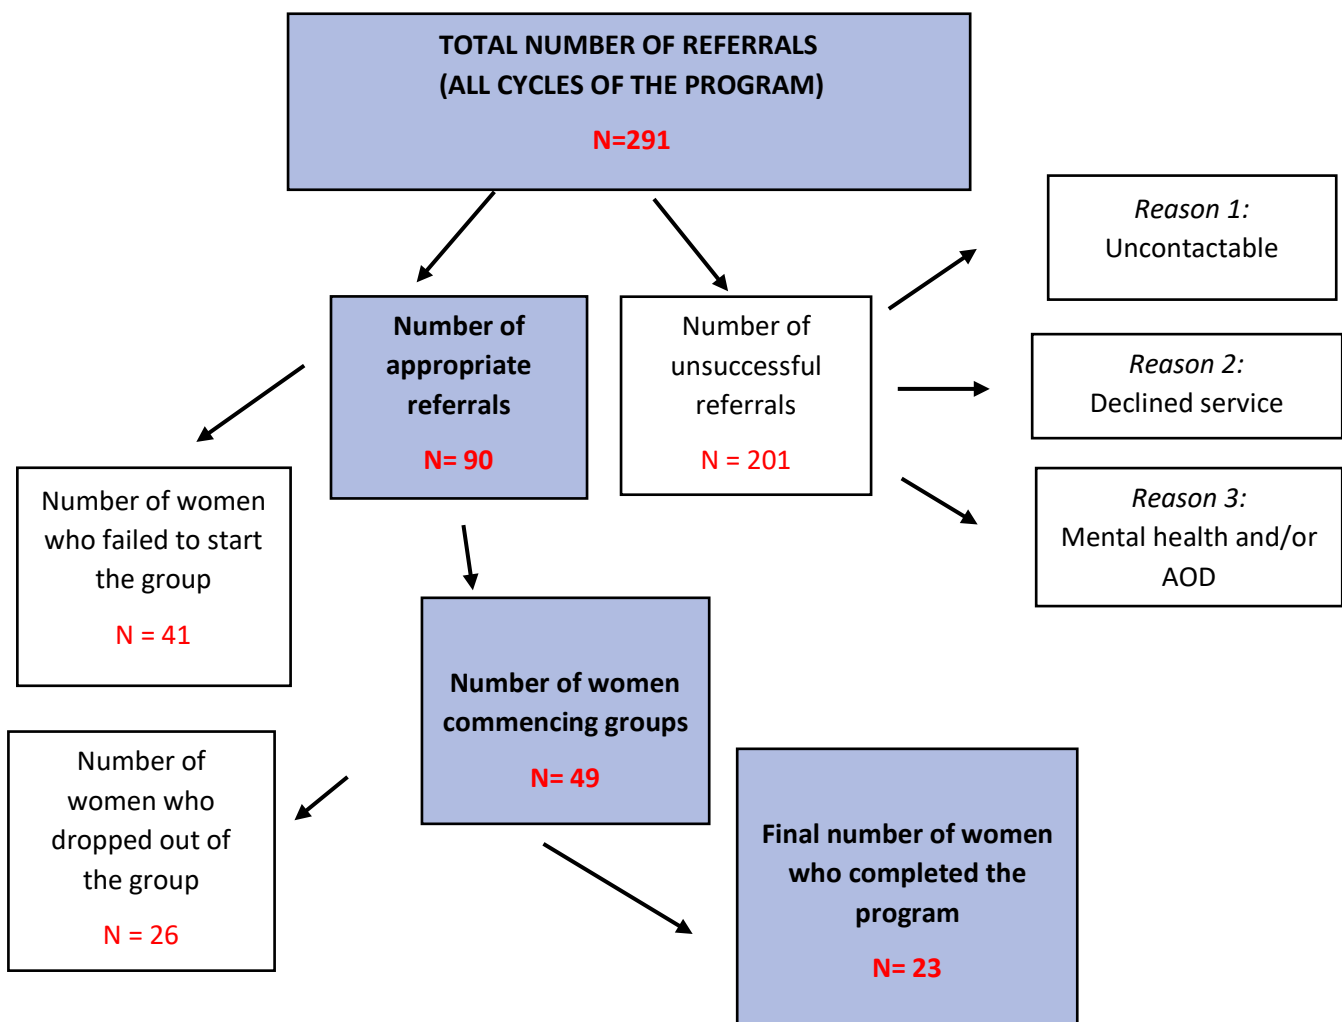 TOTAL NUMBER OF REFERRALS
(ALL CYCLES OF THE PROGRAM)
N=291
Reason 1:
Uncontactable
Number of
appropriate
referrals
N= 90
Number of
unsuccessful
referrals
N = 201
Reason 2:
Declined service
Reason 3:
Mental health and/or
AOD
Number of women
who failed to start
the group
N = 41
Number of women
commencing groups
N= 49
Number of
women who
dropped out of
the group
N = 26
Final number of women
who completed the
program
N= 23